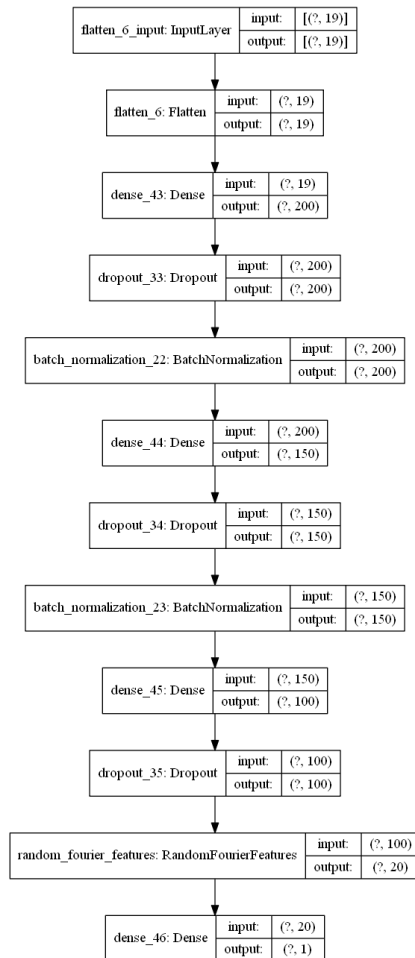 flatten_6_input: InputLayer
input: [(?, 19)]
output: [(?, 19)]
flatten_6: Flatten
input: (?, 19)
output: (?, 19)
dense_43: Dense
input: (?, 19)
output: (?, 200)
dropout_33: Dropout
input: (?, 200)
output: (?, 200)
batch_normalization_22: BatchNormalization
input: (?, 200)
output: (?, 200)
dense_44: Dense
input: (?, 200)
output: (?, 150)
dropout_34: Dropout
input: (?, 150)
output: (?, 150)
batch_normalization_23: BatchNormalization
input: (?, 150)
output: (?, 150)
dense_45: Dense
input: (?, 150)
output: (?, 100)
dropout_35: Dropout
input: (?, 100)
output: (?, 100)
random_fourier_features: RandomFourierFeatures
input: (?, 100)
output: (?, 20)
dense_46: Dense
input: (?, 20)
output: (?, 1)